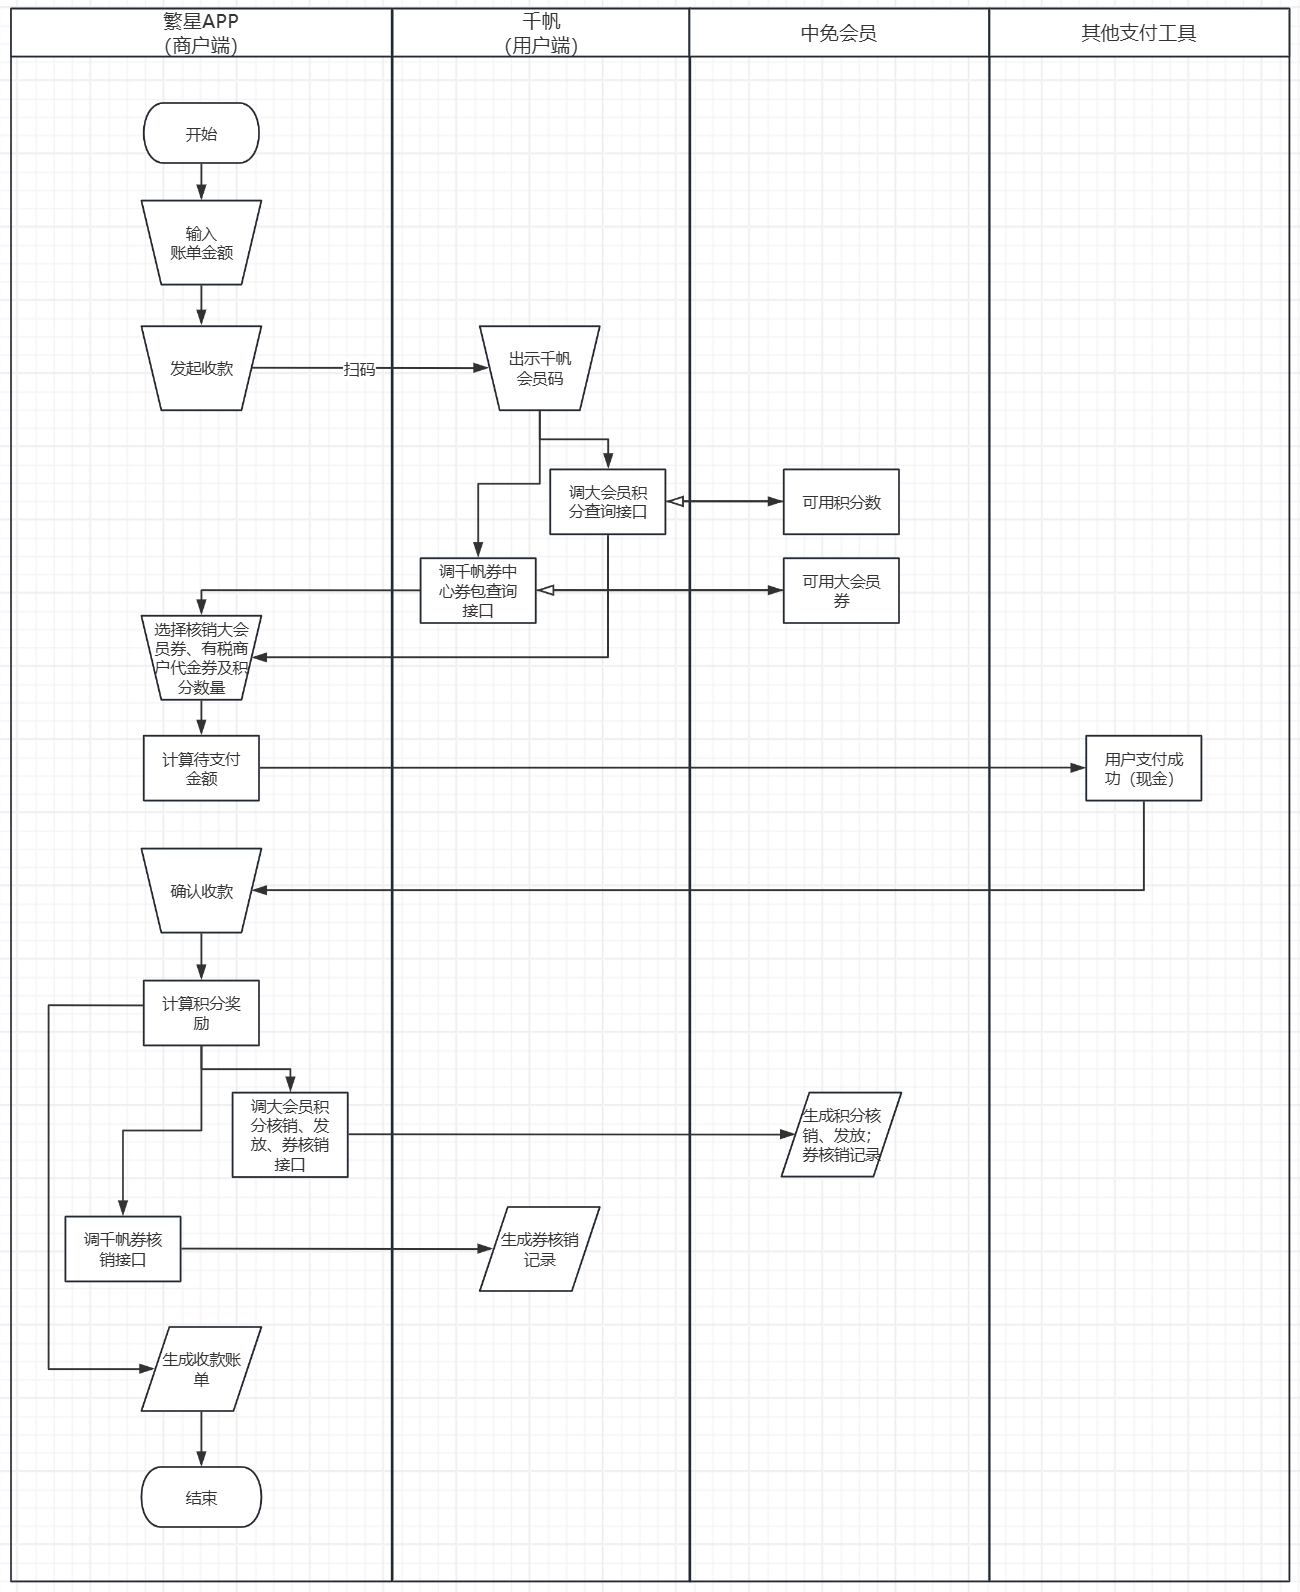 繁星APP
（商户端）
千帆
（用户端）
中免会员
其他支付工具
开始
输入
账单金额
发起收款
扫码
出示千帆
会员码
调大会员积
分查询接口
可用积分数
调千帆券中
心券包查询
接口
可用大会员
券
选择核销大会
员券、有税商
户代金券及积
分数量
计算待支付
金额
用户支付成
功（现金）
确认收款
计算积分奖
励
调大会员积
分核销、发
放、券核销
接口
生成积分核
销、发放；
券核销记录
调千帆券核
销接口
生成券核销
记录
生成收款账
单
结束